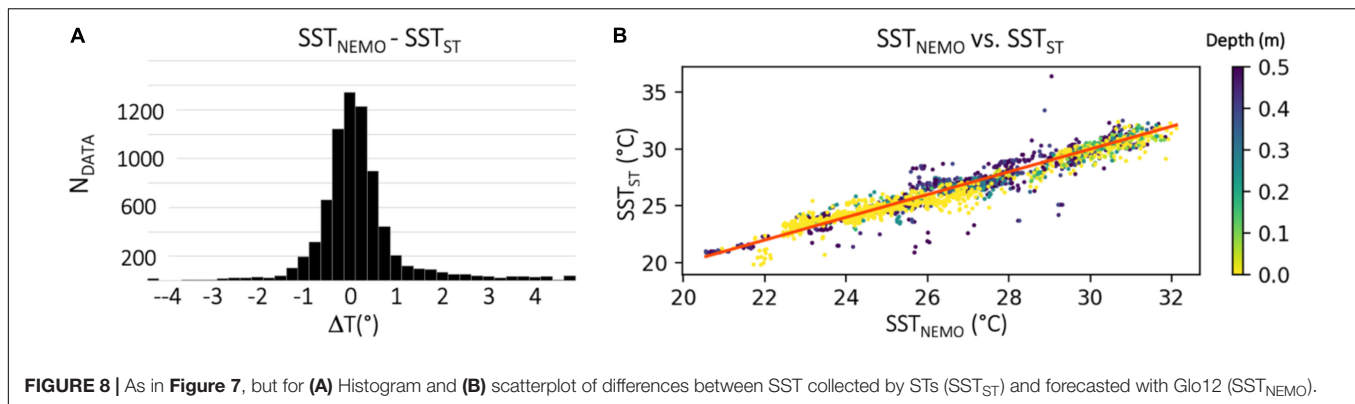 A
SST_NEMO - SST_ST
N_DATA
1200
1000
600
200
--4 -3 -2 -1 0 1 2 3 4
ΔT(°)
B
SST_NEMO vs. SST_ST
SST_ST (°C)
35
30
25
20
20 22 24 26 28 30 32
SST_NEMO (°C)
Depth (m)
0.5
0.4
0.3
0.2
0.1
0.0
FIGURE 8 | As in Figure 7, but for (A) Histogram and (B) scatterplot of differences between SST collected by STs (SST_ST) and forecasted with Glo12 (SST_NEMO).